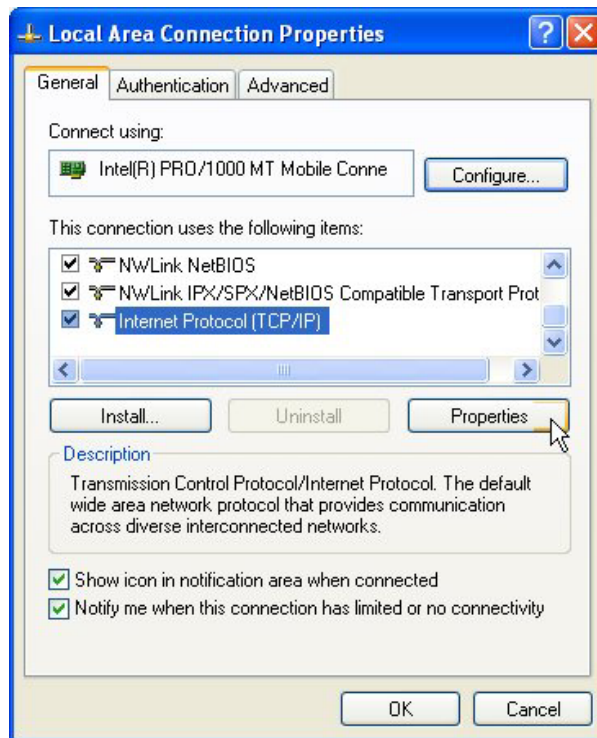 Local Area Connection Properties
General Authentication Advanced
Connect using:
Intel(R) PRO/1000 MT Mobile Conne
Configure...
This connection uses the following items:
NWLink NetBIOS
NWLink IPX/SPX/NetBIOS Compatible Transport Prot
Internet Protocol (TCP/IP)
Install... Uninstall Properties
Description
Transmission Control Protocol/Internet Protocol. The default
wide area network protocol that provides communication
across diverse interconnected networks.
Show icon in notification area when connected
Notify me when this connection has limited or no connectivity
OK Cancel